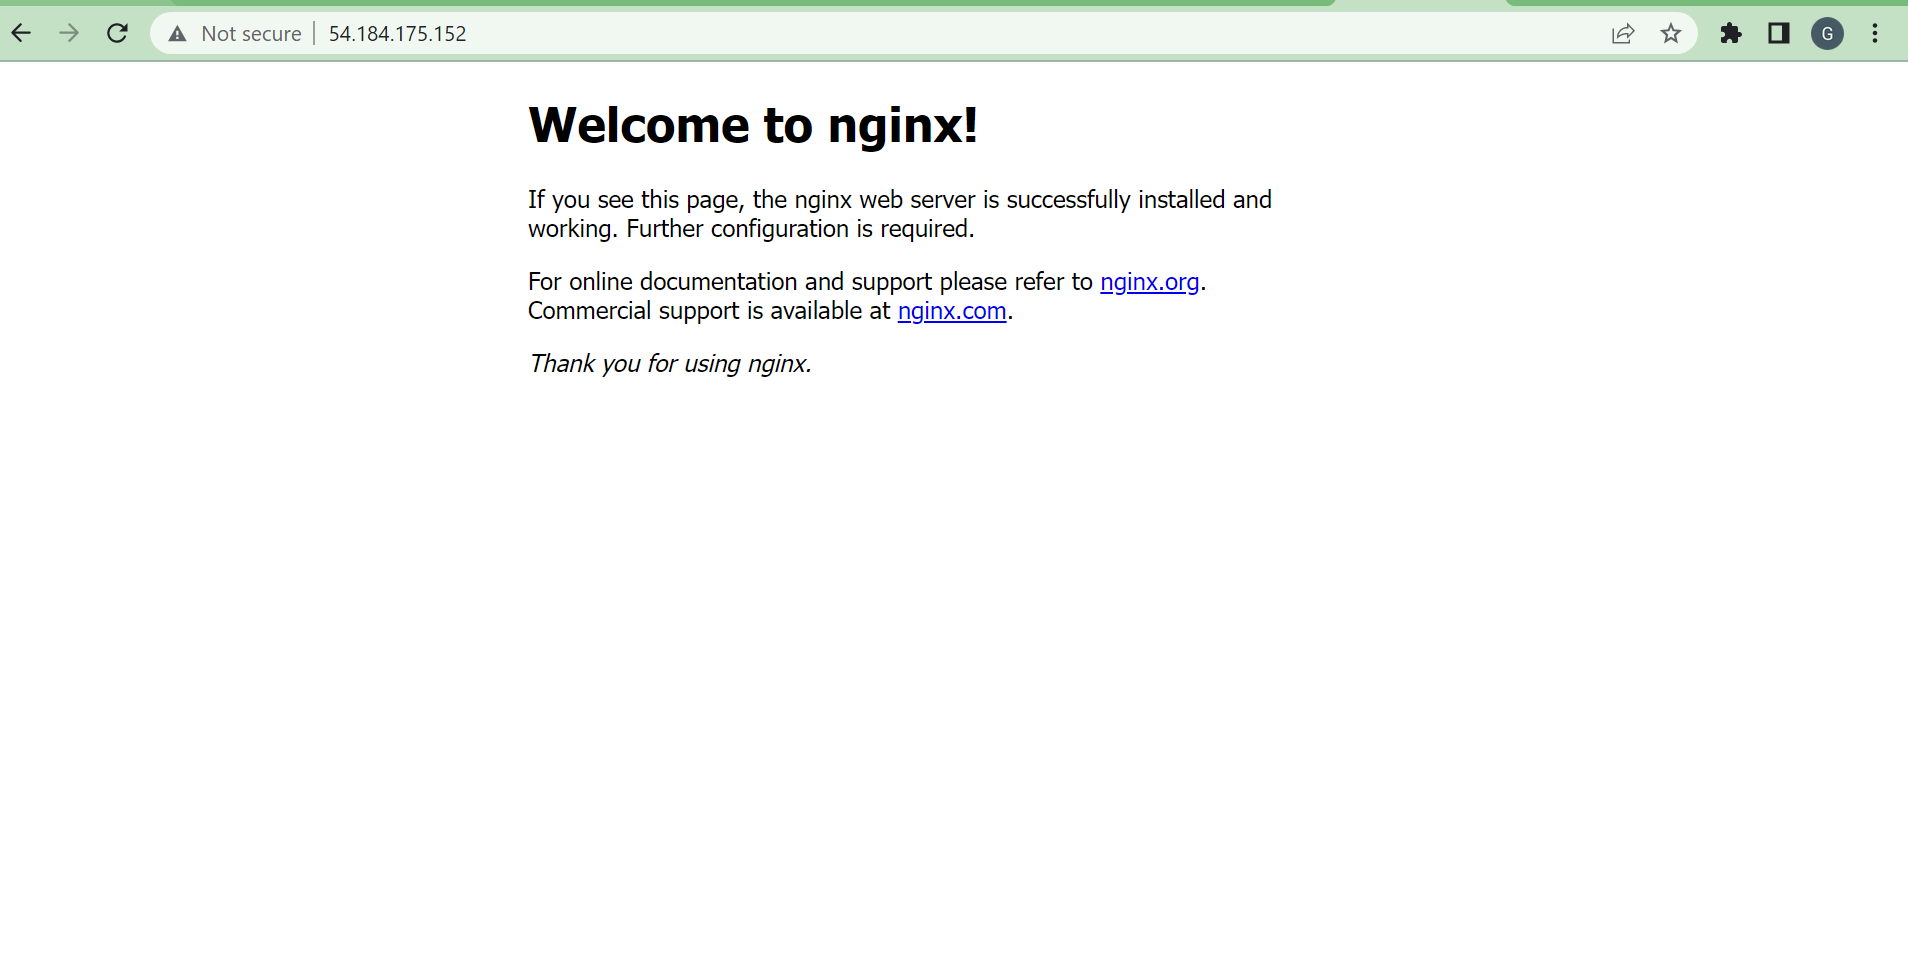 Not secure | 54.184.175.152
G
Welcome to nginx!
If you see this page, the nginx web server is successfully installed and
working. Further configuration is required.
For online documentation and support please refer to nginx.org.
Commercial support is available at nginx.com.
Thank you for using nginx.